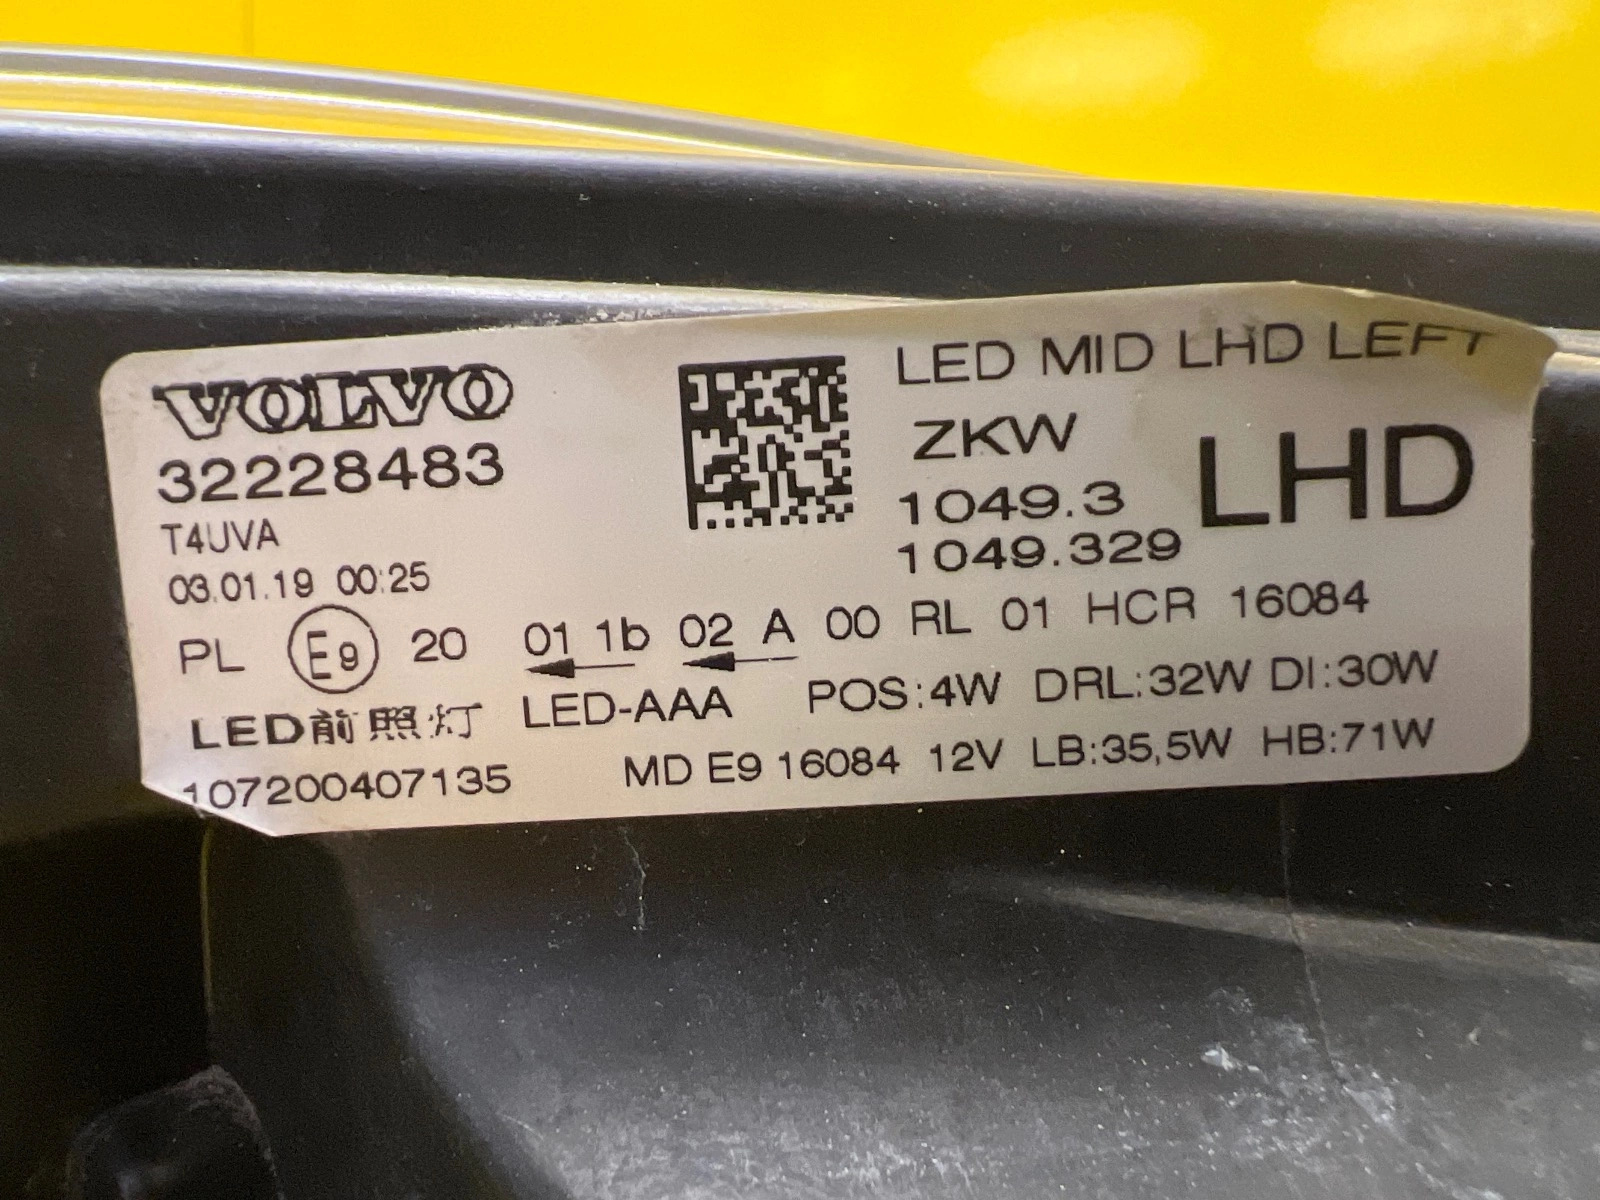 VOLVO
32228483
T4UVA
03.01.19 00:25
LED MID LHD LEFT
ZKW
1049.3
1049.329
LHD
PL E9 20 01 1b 02 A 00 RL 01 HCR 16084
LED前照灯 LED-AAA POS:4W DRL:32W DI:30W
107200407135 MD E9 16084 12V LB:35,5W HB:71W